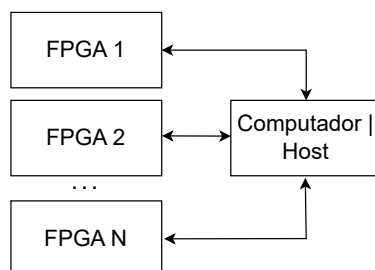 FPGA 1
FPGA 2
Computador |
Host
...
FPGA N